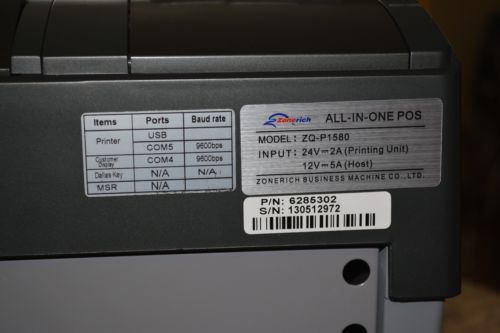 Items Ports Baud rate
Printer USB
COM5 9600bps
Customer Display COM4 9600bps
Dallas Key N/A N/A
MSR N/A
Zonerich ALL-IN-ONE POS
MODEL: ZQ-P1580
INPUT: 24V⎓2A(Printing Unit)
12V⎓5A(Host)
ZONERICH BUSINESS MACHINE CO.,LTD.
P/N: 6285302
S/N: 130512972